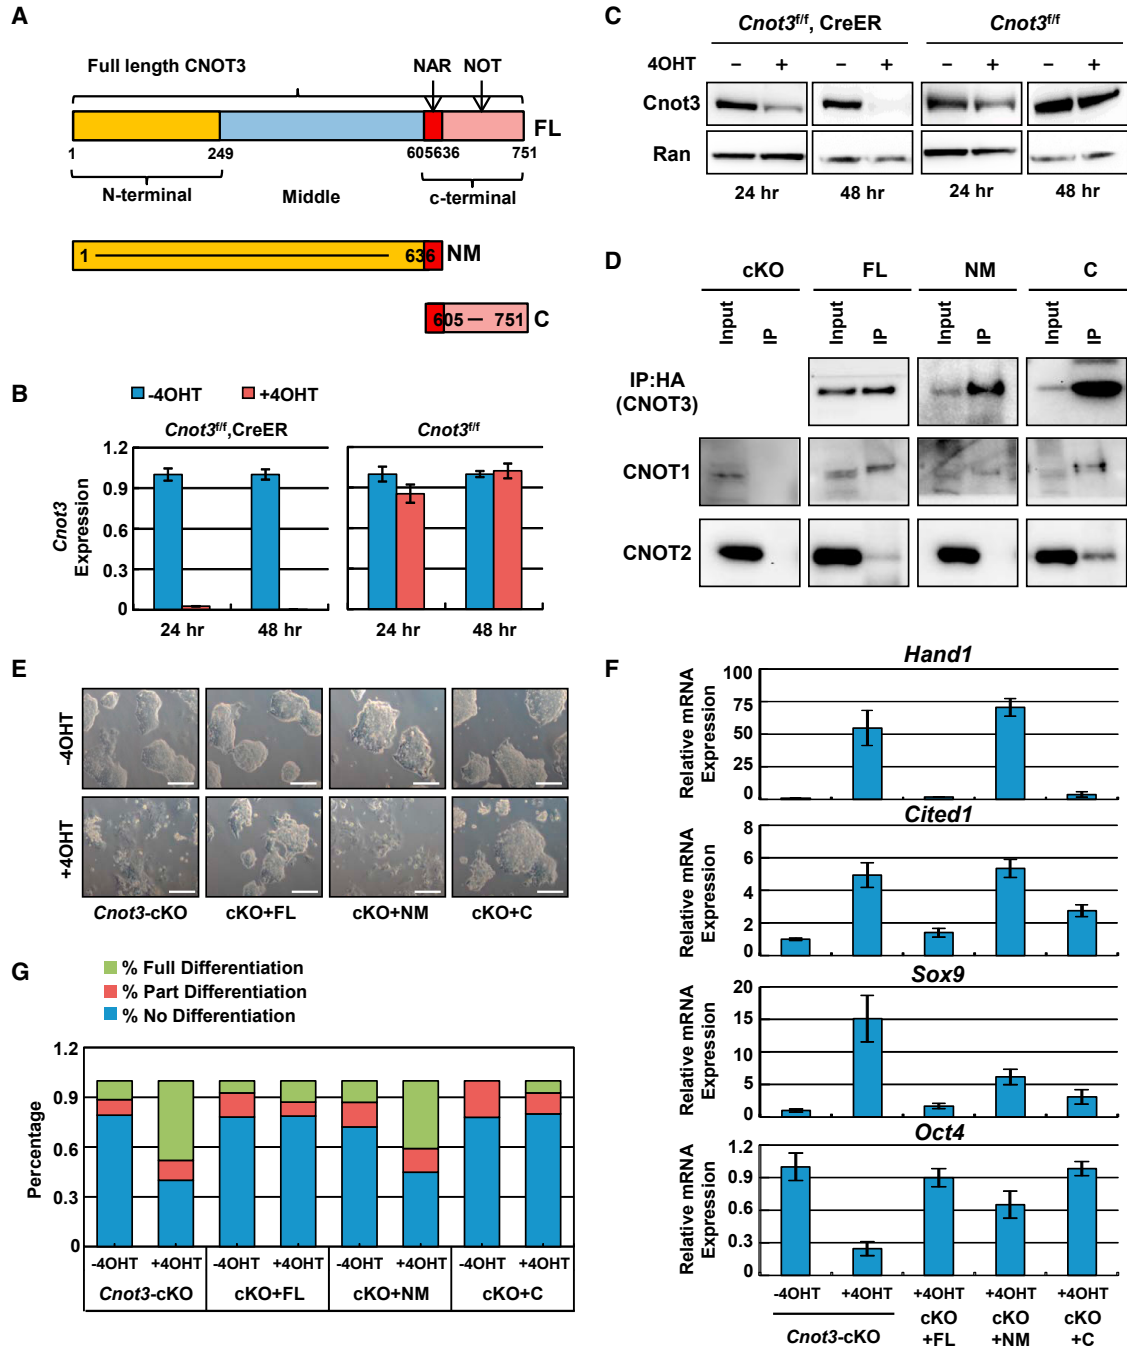 A
Full length CNOT3
NAR NOT
FL
1 249 605636 751
N-terminal Middle c-terminal
1 636 NM
605 751 C
B
-4OHT +4OHT
Cnot3f/f,CreER Cnot3f/f
Cnot3 Expression
1.2
0.9
0.6
0.3
0
24 hr 48 hr 24 hr 48 hr
C
Cnot3f/f, CreER Cnot3f/f
4OHT − + − + − + − +
Cnot3
Ran
24 hr 48 hr 24 hr 48 hr
D
cKO FL NM C
Input IP Input IP Input IP Input IP
IP:HA
(CNOT3)
CNOT1
CNOT2
E
-4OHT
+4OHT
Cnot3-cKO cKO+FL cKO+NM cKO+C
F
Hand1
Relative mRNA
Expression
100
75
50
25
0
Cited1
Relative mRNA
Expression
8
6
4
2
0
Sox9
Relative mRNA
Expression
20
15
10
5
0
Oct4
Relative mRNA
Expression
1.2
0.9
0.6
0.3
0
-4OHT +4OHT +4OHT +4OHT +4OHT
Cnot3-cKO cKO cKO cKO
+FL +NM +C
G
% Full Differentiation
% Part Differentiation
% No Differentiation
Percentage
1.2
0.9
0.6
0.3
0
-4OHT +4OHT -4OHT +4OHT -4OHT +4OHT -4OHT +4OHT
Cnot3-cKO cKO+FL cKO+NM cKO+C